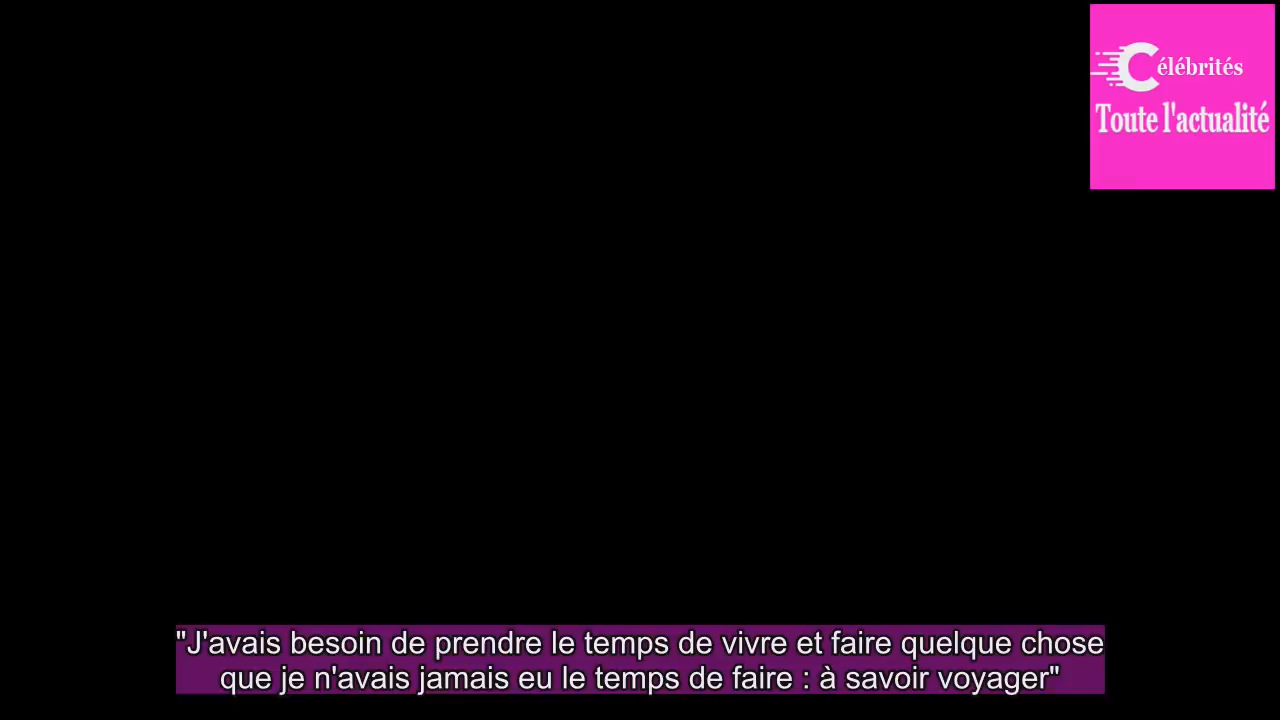 Célébrités
Toute l'actualité
"J'avais besoin de prendre le temps de vivre et faire quelque chose
que je n'avais jamais eu le temps de faire : à savoir voyager"